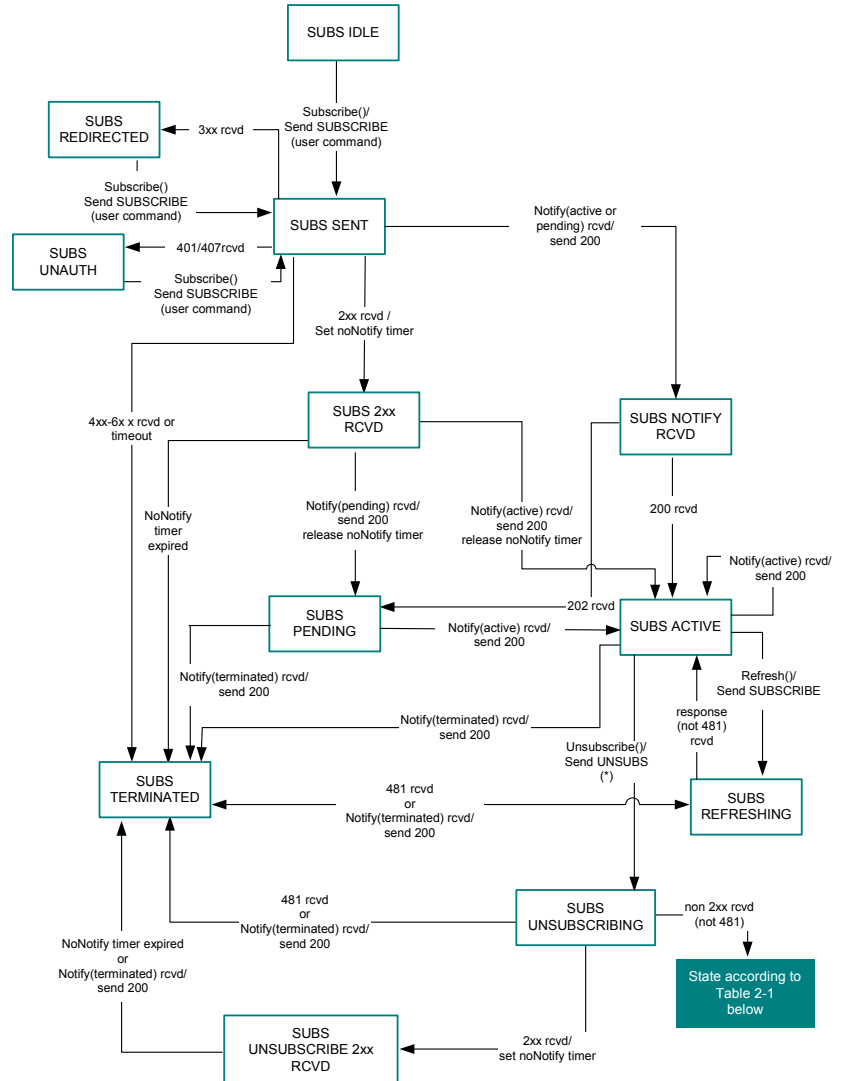 SUBS IDLE
Subscribe()/
Send SUBSCRIBE
(user command)
SUBS
REDIRECTED
3xx rcvd
Subscribe()
Send SUBSCRIBE
(user command)
SUBS SENT
Notify(active or
pending) rcvd/
send 200
SUBS
UNAUTH
401/407rcvd
Subscribe()
Send SUBSCRIBE
(user command)
2xx rcvd /
Set noNotify timer
4xx-6x x rcvd or
timeout
SUBS 2xx
RCVD
SUBS NOTIFY
RCVD
NoNotify
timer
expired
Notify(pending) rcvd/
send 200
release noNotify timer
Notify(active) rcvd/
send 200
release noNotify timer
200 rcvd
Notify(active) rcvd/
send 200
202 rcvd
SUBS
PENDING
Notify(active) rcvd/
send 200
SUBS ACTIVE
Notify(terminated) rcvd/
send 200
Refresh()/
Send SUBSCRIBE
response
(not 481)
rcvd
Notify(terminated) rcvd/
send 200
Unsubscribe()/
Send UNSUBS
(*)
SUBS
TERMINATED
481 rcvd
or
Notify(terminated) rcvd/
send 200
SUBS
REFRESHING
481 rcvd
or
Notify(terminated) rcvd/
send 200
SUBS
UNSUBSCRIBING
non 2xx rcvd
(not 481)
NoNotify timer expired
or
Notify(terminated) rcvd/
send 200
State according to
Table 2-1
below
SUBS
UNSUBSCRIBE 2xx
RCVD
2xx rcvd/
set noNotify timer